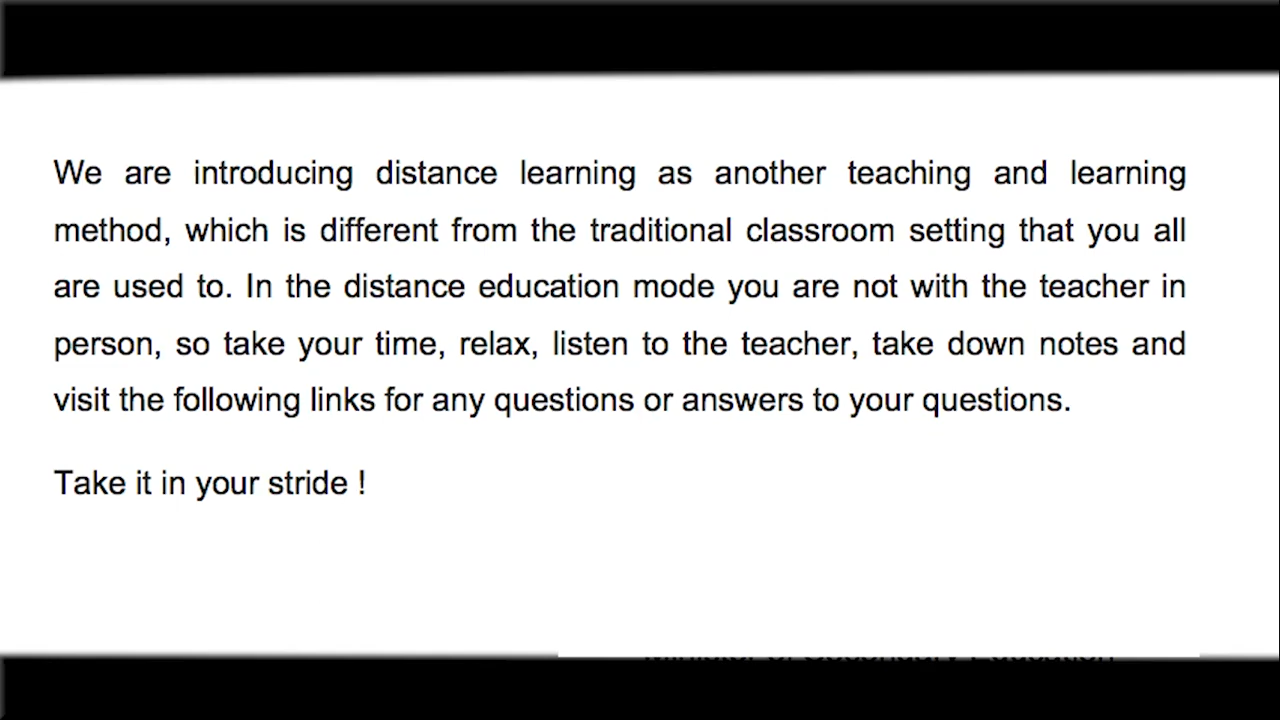 We are introducing distance learning as another teaching and learning
method, which is different from the traditional classroom setting that you all
are used to. In the distance education mode you are not with the teacher in
person, so take your time, relax, listen to the teacher, take down notes and
visit the following links for any questions or answers to your questions.
Take it in your stride !